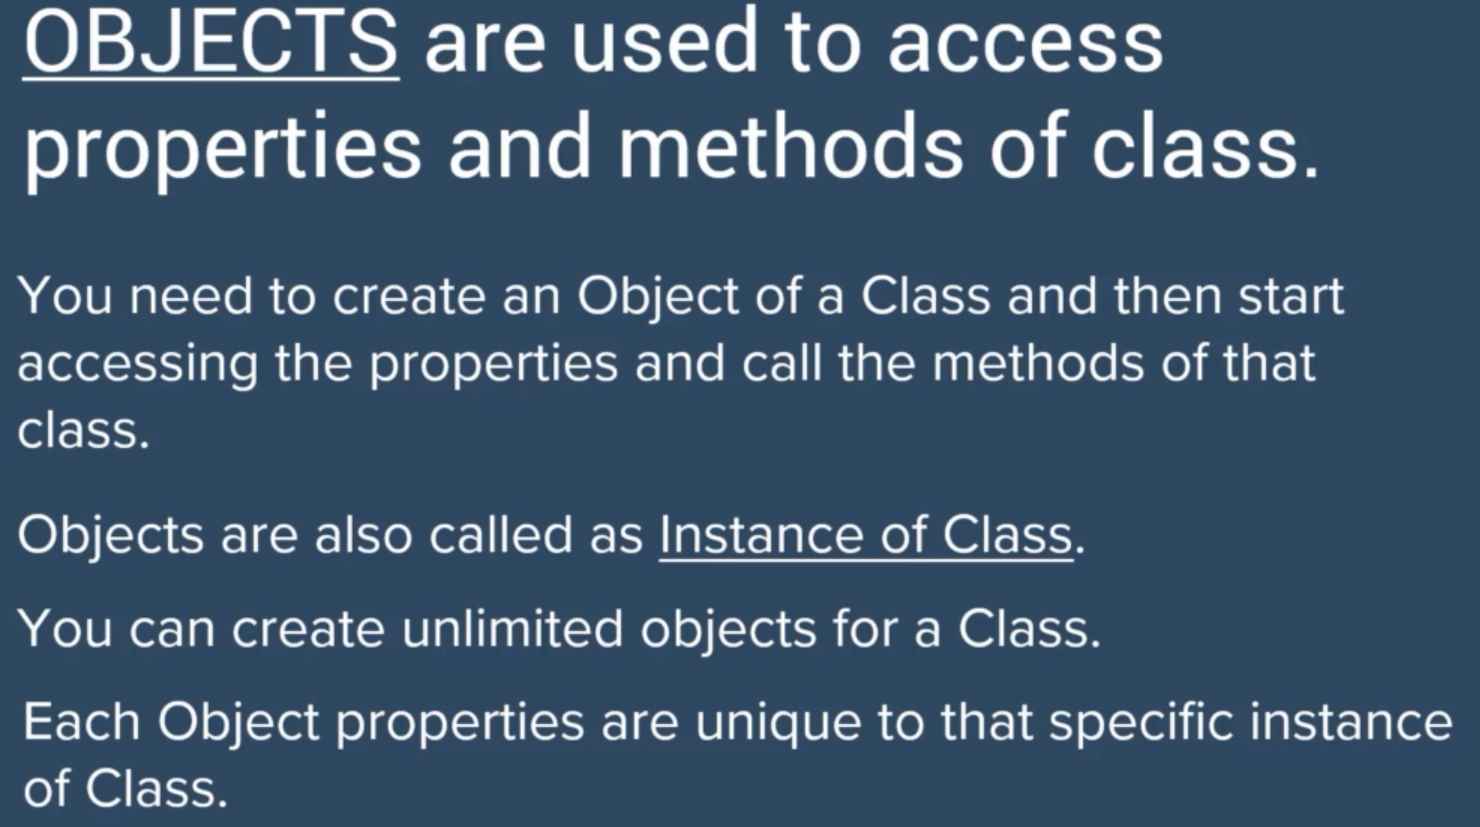 OBJECTS are used to access
properties and methods of class.
You need to create an Object of a Class and then start
accessing the properties and call the methods of that
class.
Objects are also called as Instance of Class.
You can create unlimited objects for a Class.
Each Object properties are unique to that specific instance
of Class.